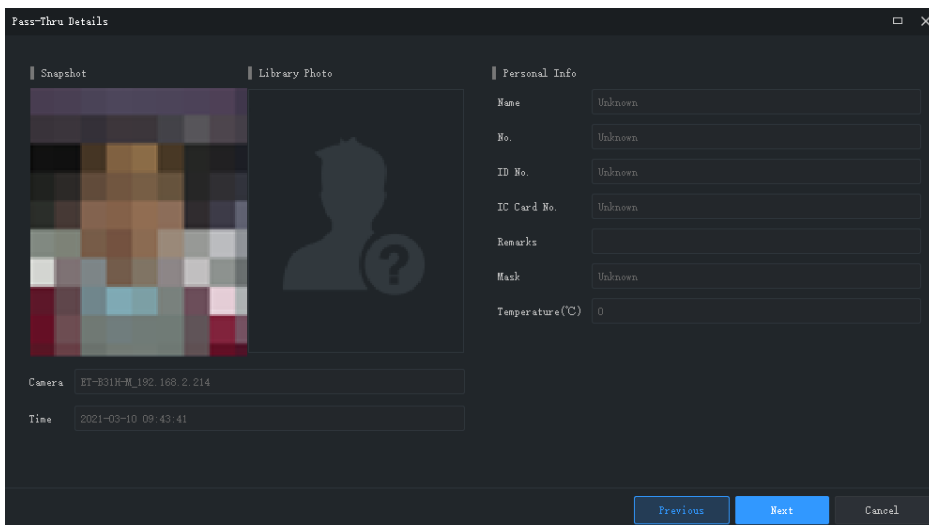 Pass-Thru Details
Snapshot
Library Photo
Personal Info
Name Unknown
No. Unknown
ID No. Unknown
IC Card No. Unknown
Remarks
Mask Unknown
Temperature(℃) 0
Camera ET-B31H-M_192.168.2.214
Time 2021-03-10 09:43:41
Previous
Next
Cancel